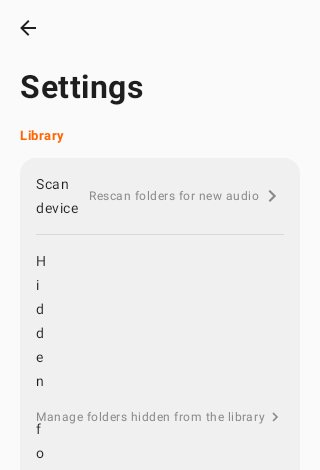 Settings
Library
Scan
device
Rescan folders for new audio
H
i
d
d
e
n
Manage folders hidden from the library
f
o